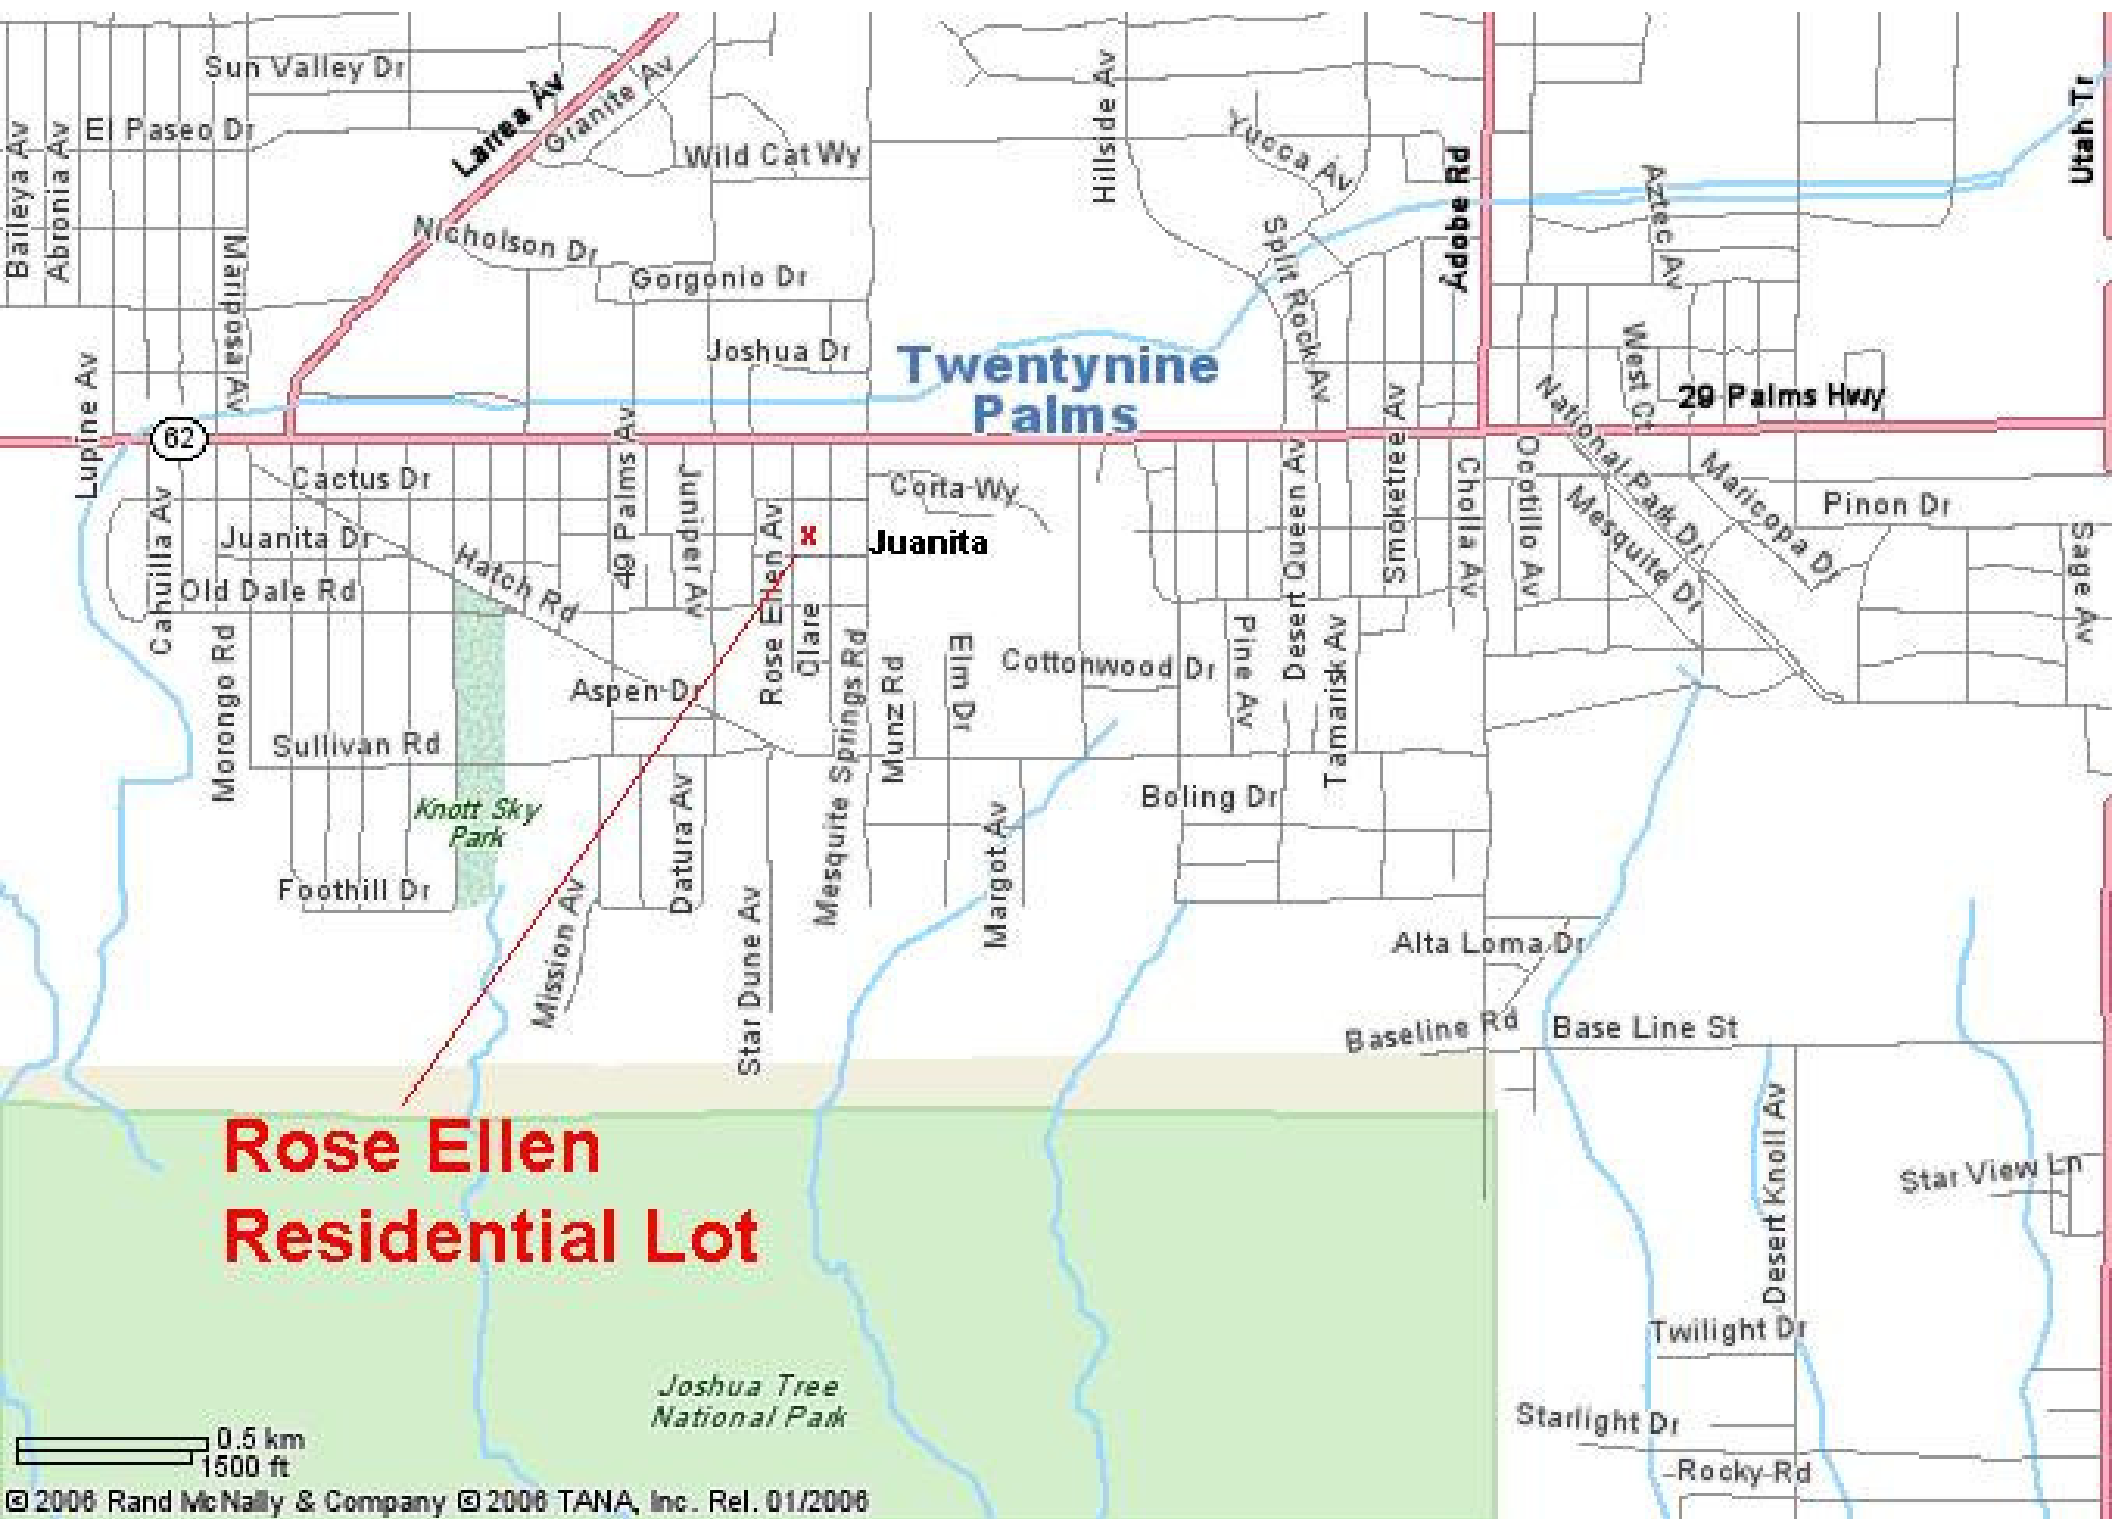 Sun Valley Dr
El Paseo Dr
Baileya Av
Abronia Av
Larrea Av
Granite Av
Wild Cat Wy
Hillside Av
Yucca Av
Adobe Rd
Aztec Av
Utah Tr
Nicholson Dr
Gorgonio Dr
Mariposa Av
Split Rock Av
Joshua Dr
Twentynine
Palms
West Ct
29 Palms Hwy
Lupine Av
62
49 Palms Av
Smoketree Av
National Park Dr
Cactus Dr
Juniper Av
Corta Wy
Desert Queen Av
Cholla Av
Ocotillo Av
Maricopa Dr
Pinon Dr
Cahuilla Av
Juanita Dr
Hatch Rd
Rose Ellen Av
x
Juanita
Mesquite Dr
Sage Av
Old Dale Rd
Morongo Rd
Aspen Dr
Clare
Mesquite Springs Rd
Munz Rd
Elm Dr
Cottonwood Dr
Pine Av
Tamarisk Av
Sullivan Rd
Knott Sky
Park
Datura Av
Boling Dr
Margot Av
Foothill Dr
Mission Av
Star Dune Av
Alta Loma Dr
Baseline Rd
Base Line St
Rose Ellen
Residential Lot
Desert Knoll Av
Star View Ln
Twilight Dr
Joshua Tree
National Park
Starlight Dr
Rocky Rd
0.5 km
1500 ft
© 2006 Rand McNally & Company © 2006 TANA, Inc. Rel. 01/2006